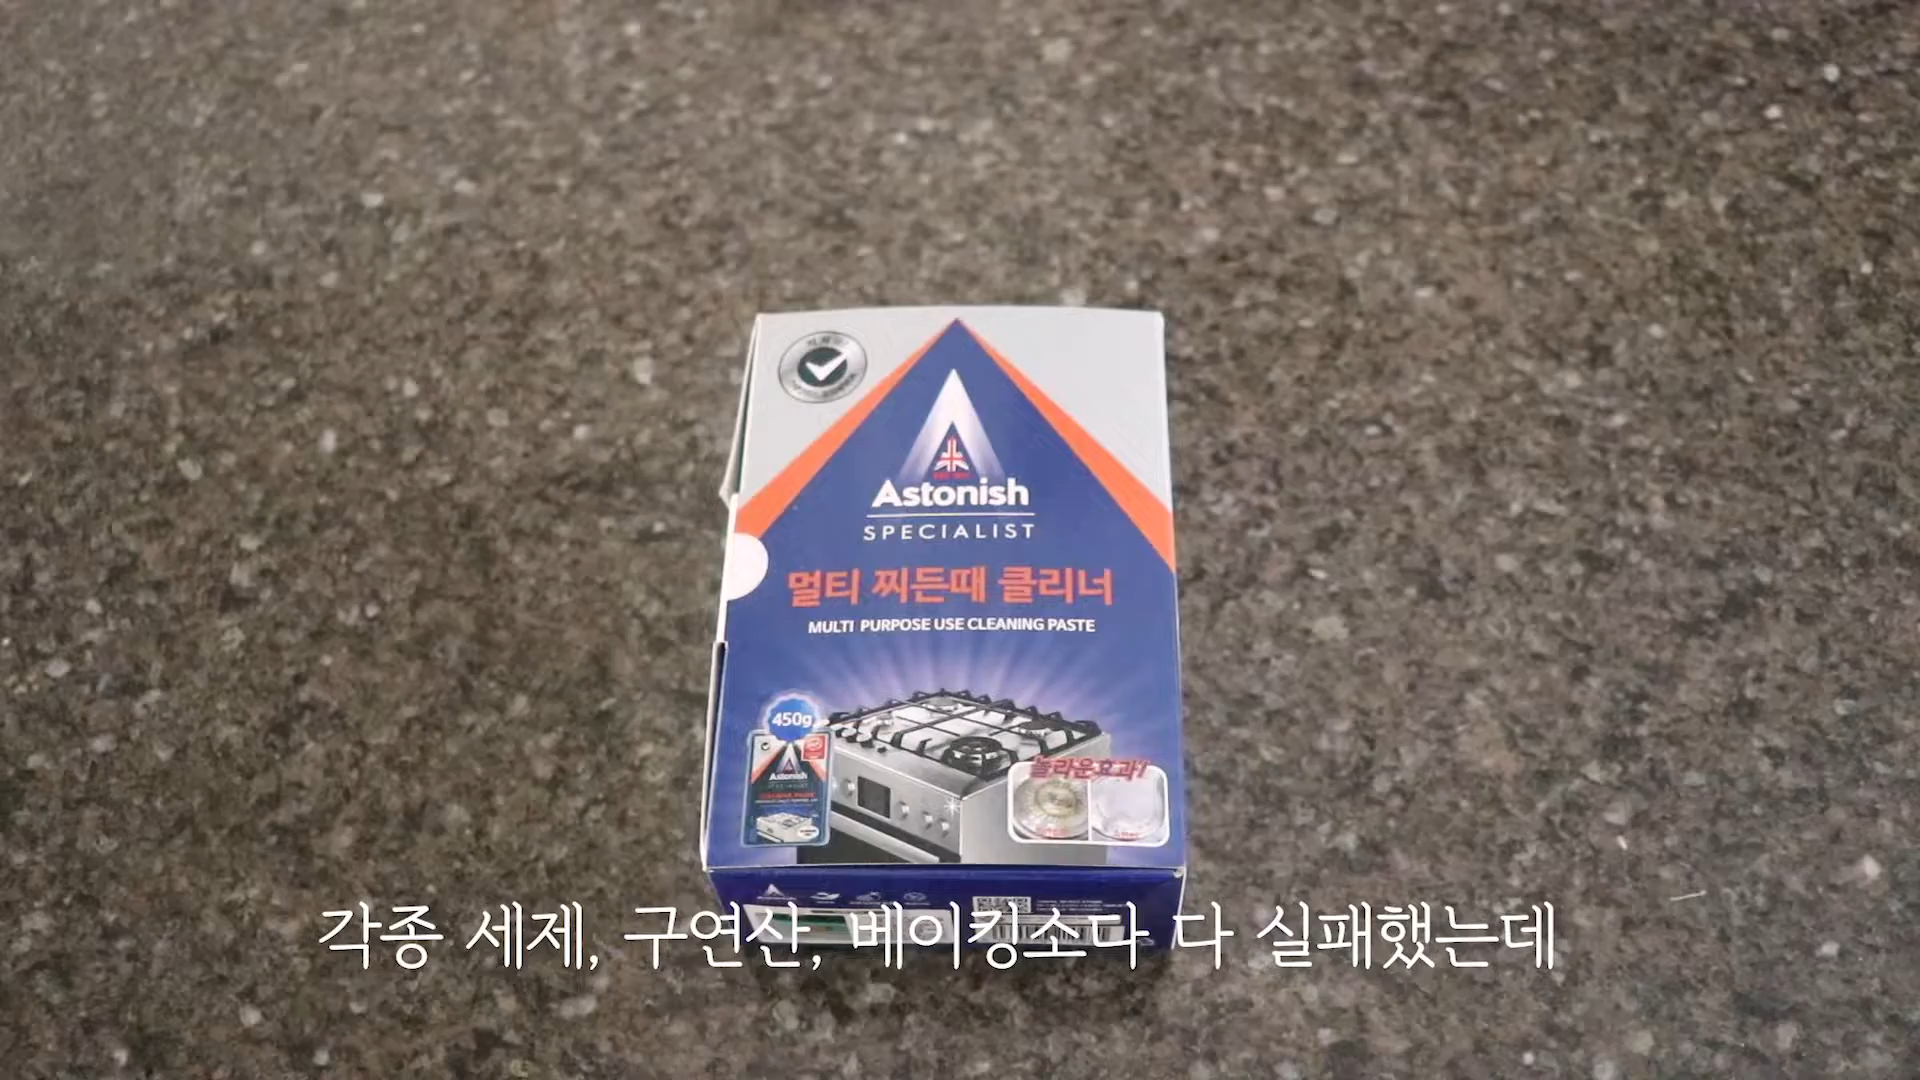 Astonish
SPECIALIST
멀티 찌든때 클리너
MULTI PURPOSE USE CLEANING PASTE
450g
Astonish
놀라운효과!
각종 세제, 구연산, 베이킹소다 다 실패했는데